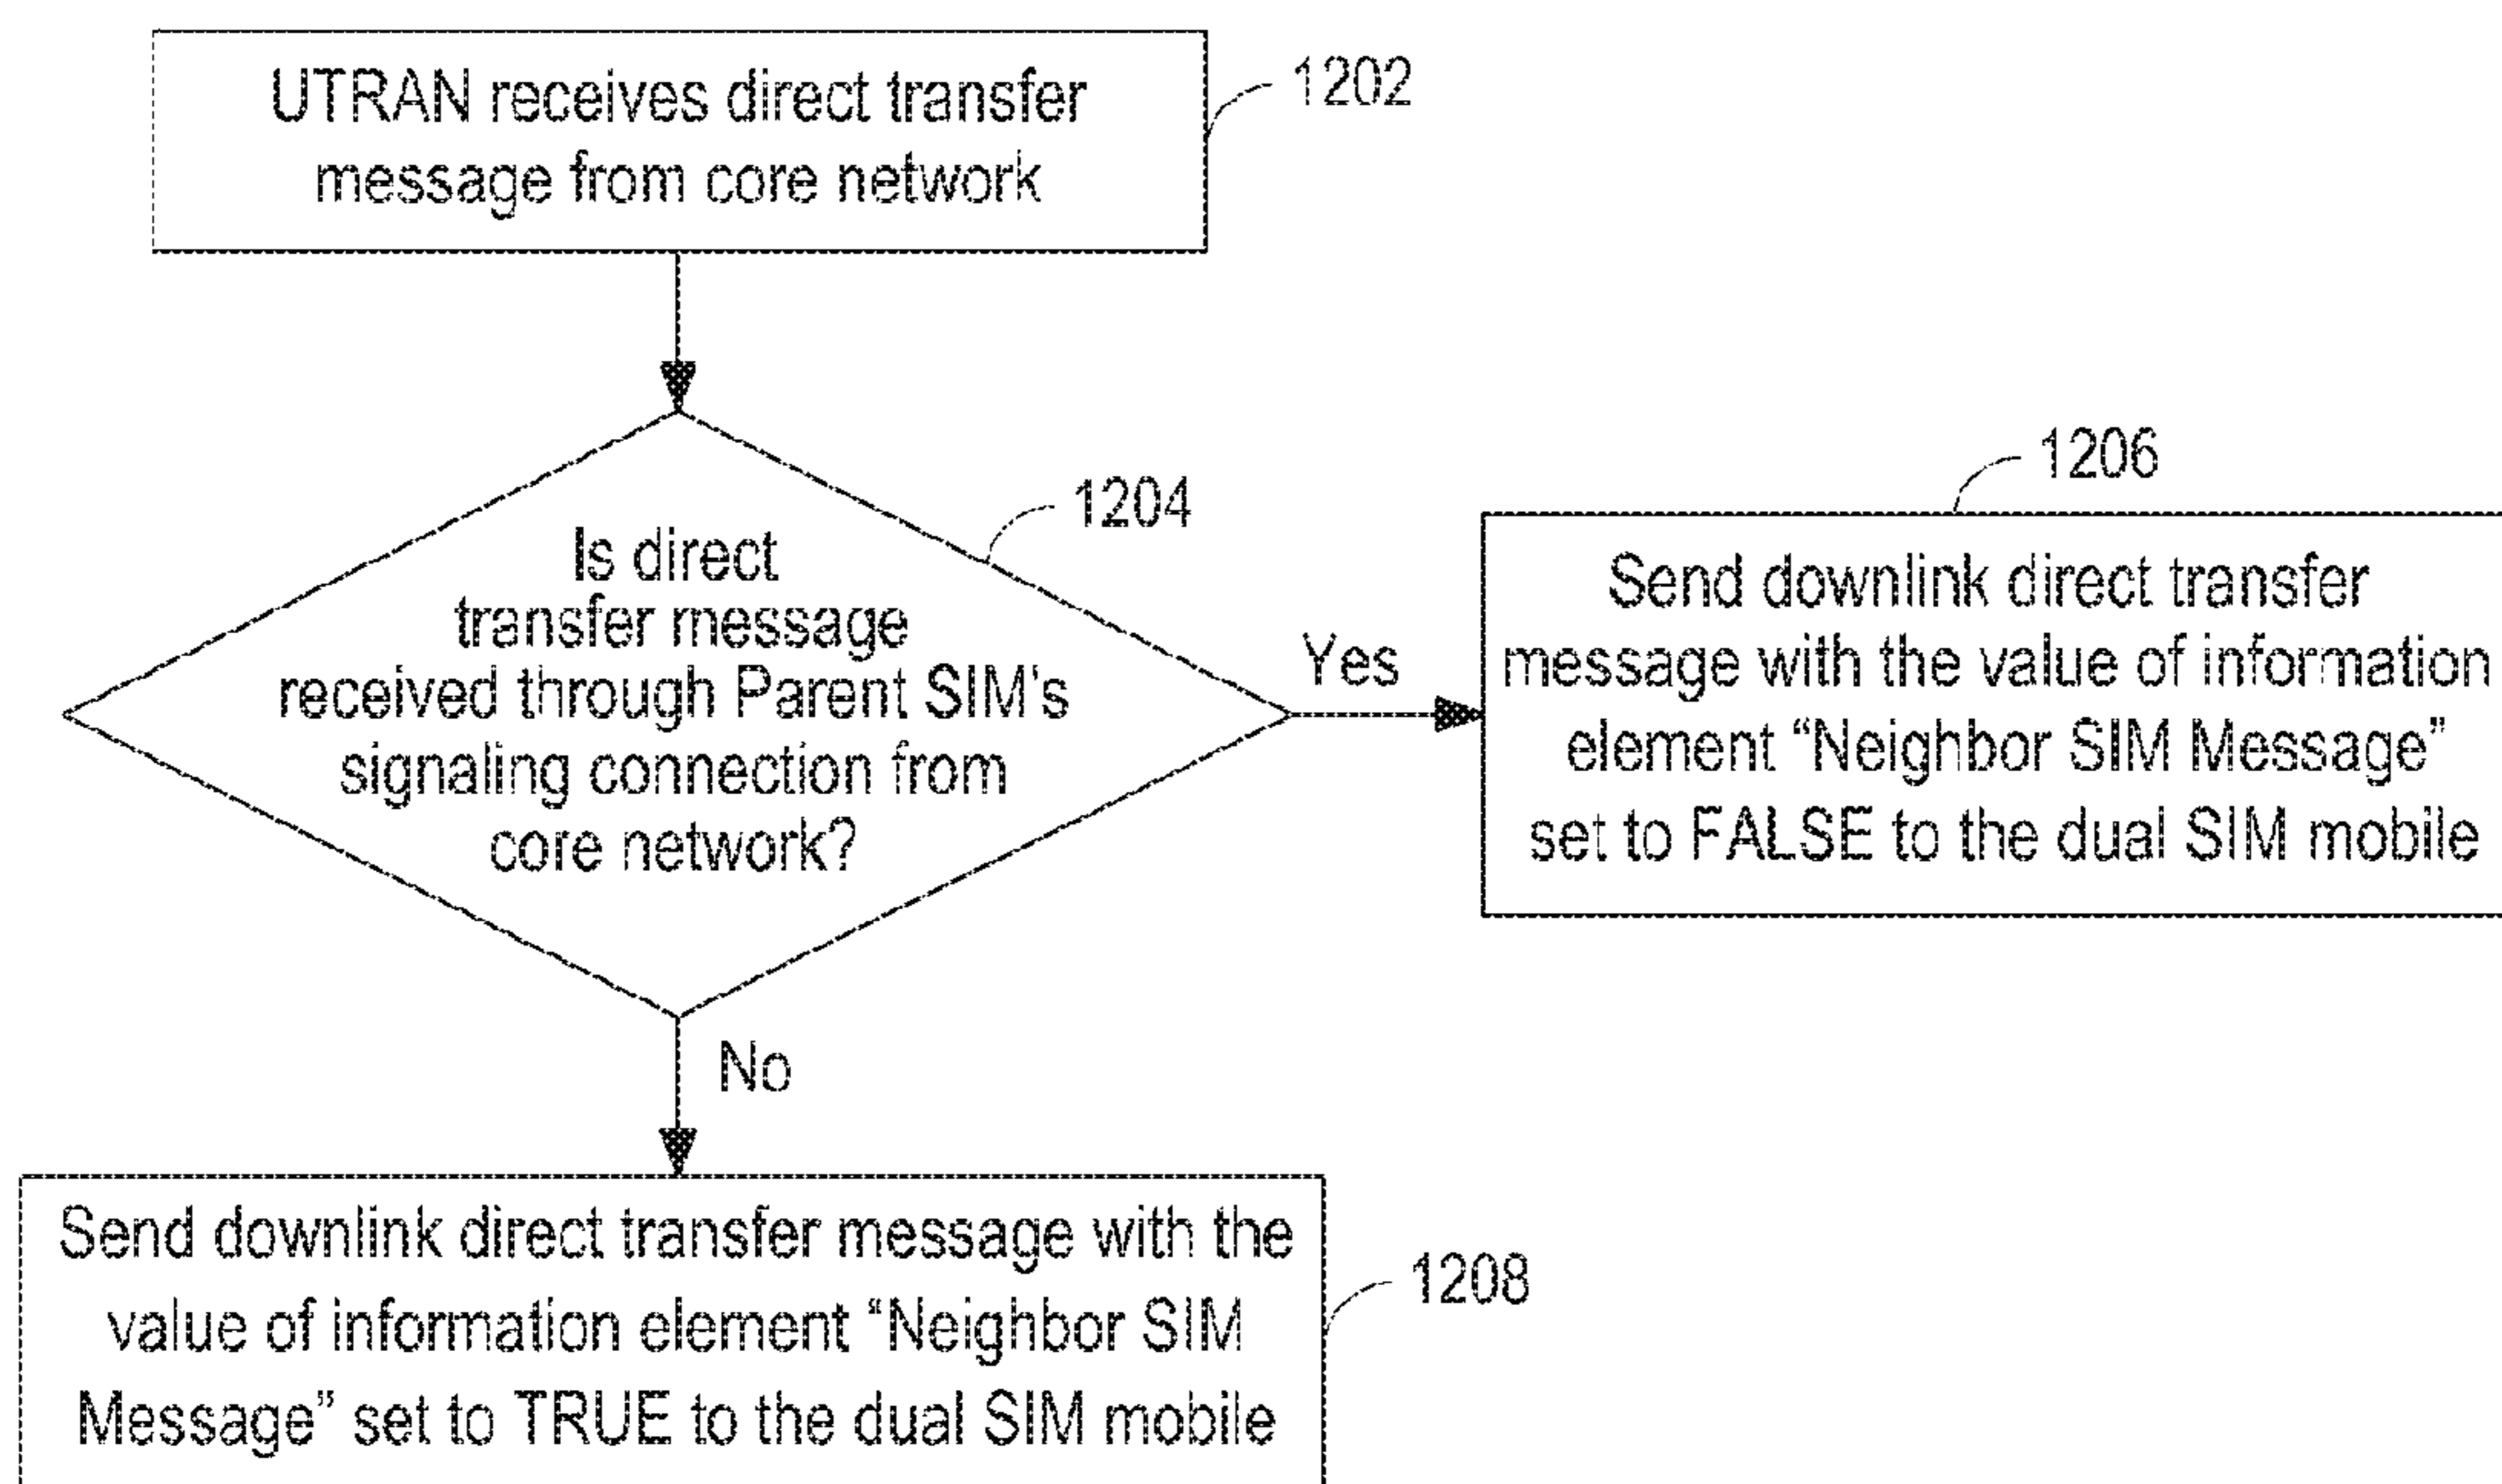 UTRAN receives direct transfer
message from core network
1202
Is direct
transfer message
received through Parent SIM's
signaling connection from
core network?
1204
Yes
1206
Send downlink direct transfer
message with the value of information
element “Neighbor SIM Message”
set to FALSE to the dual SIM mobile
No
Send downlink direct transfer message with the
value of information element “Neighbor SIM
Message” set to TRUE to the dual SIM mobile
1208